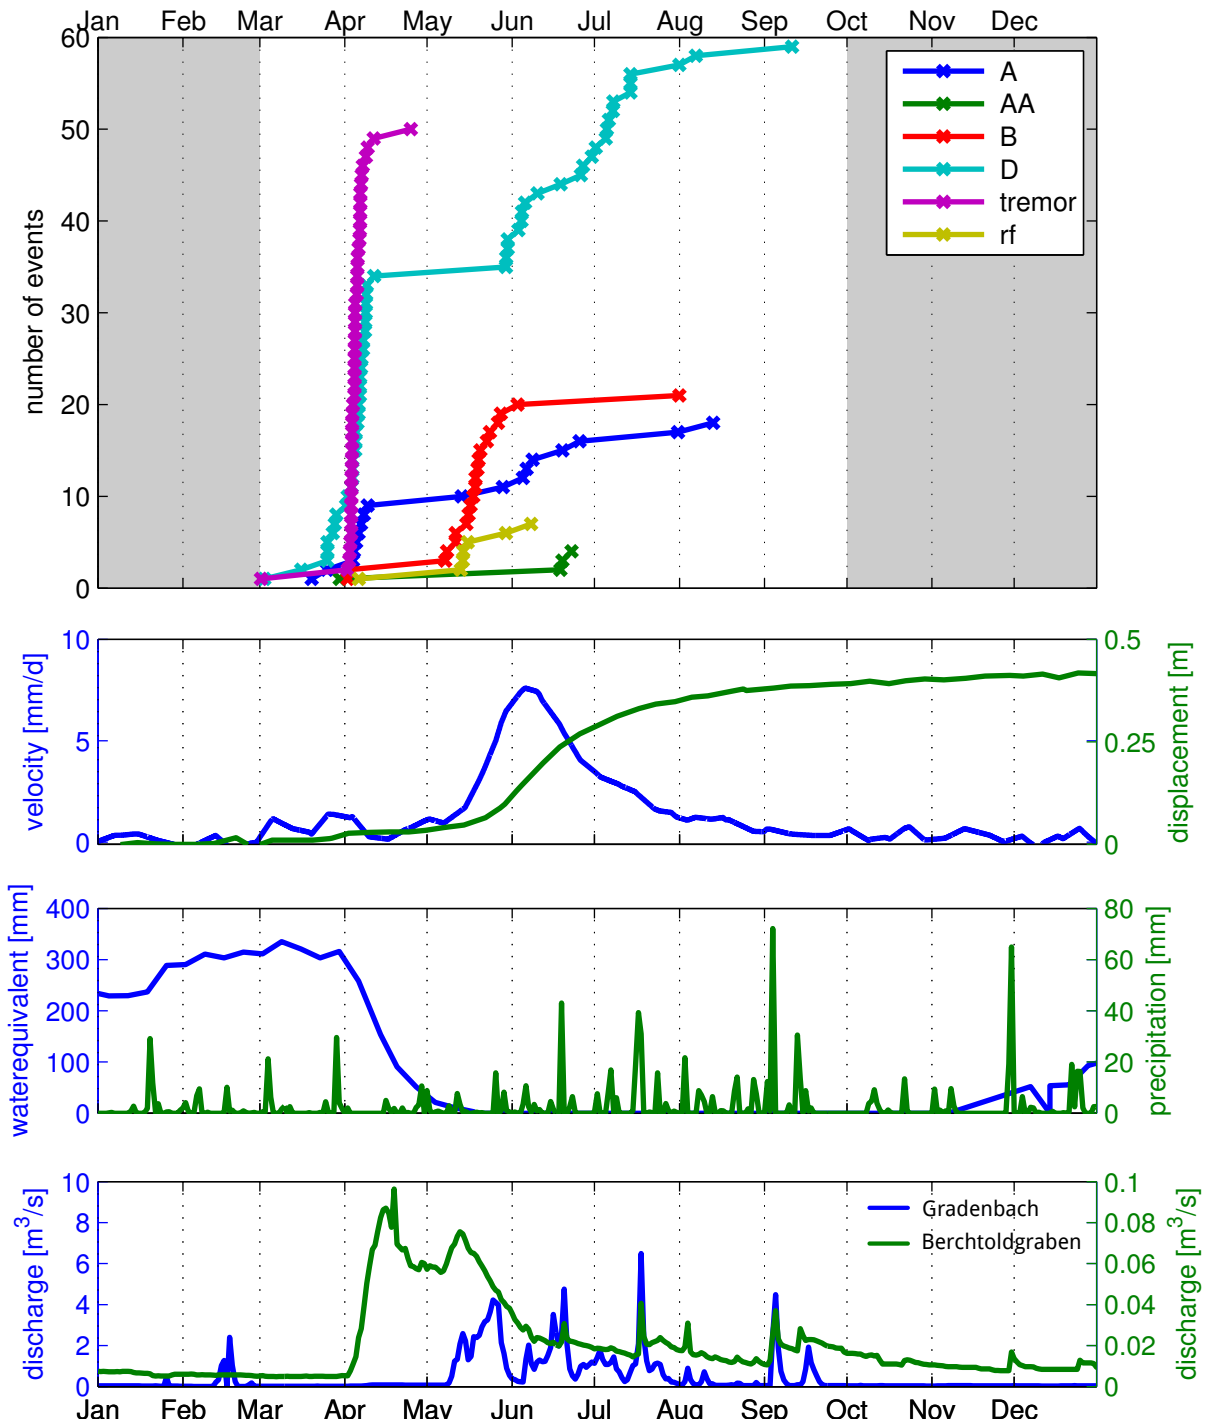 Jan Feb Mar Apr May Jun Jul Aug Sep Oct Nov Dec
60
50
40
30
20
10
0
number of events
A
AA
B
D
tremor
rf
10
5
0
velocity [mm/d]
0.5
0.25
0
displacement [m]
400
300
200
100
0
waterequivalent [mm]
80
60
40
20
0
precipitation [mm]
10
8
6
4
2
0
discharge [m³/s]
Gradenbach
Berchtoldgraben
0.1
0.08
0.06
0.04
0.02
0
discharge [m³/s]
Jan Feb Mar Apr May Jun Jul Aug Sep Oct Nov Dec